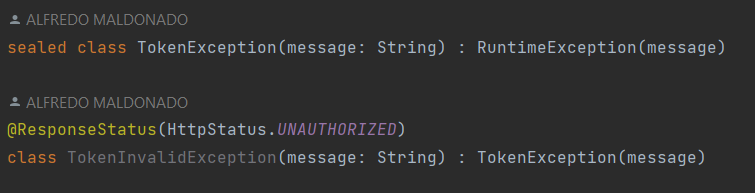 ALFREDO MALDONADO
sealed class TokenException(message: String) : RuntimeException(message)
ALFREDO MALDONADO
@ResponseStatus(HttpStatus.UNAUTHORIZED)
class TokenInvalidException(message: String) : TokenException(message)